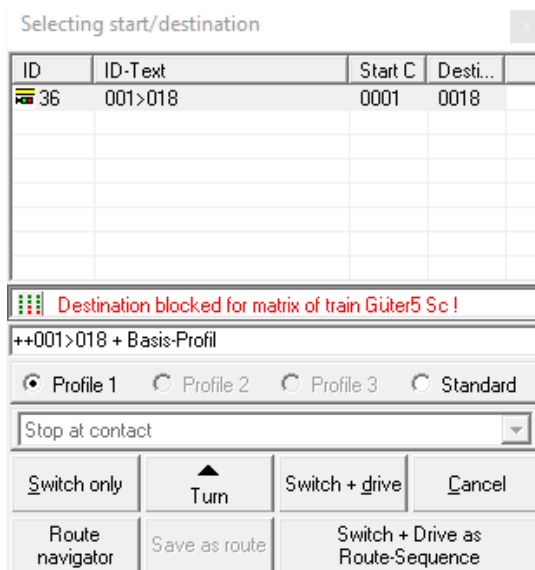 Selecting start/destination
ID ID-Text Start C Desti...
36 001>018 0001 0018
Destination blocked for matrix of train Güter5 Sc !
++001>018 + Basis-Profil
Profile 1 Profile 2 Profile 3 Standard
Stop at contact
Switch only Turn Switch + drive Cancel
Route navigator Save as route Switch + Drive as Route-Sequence